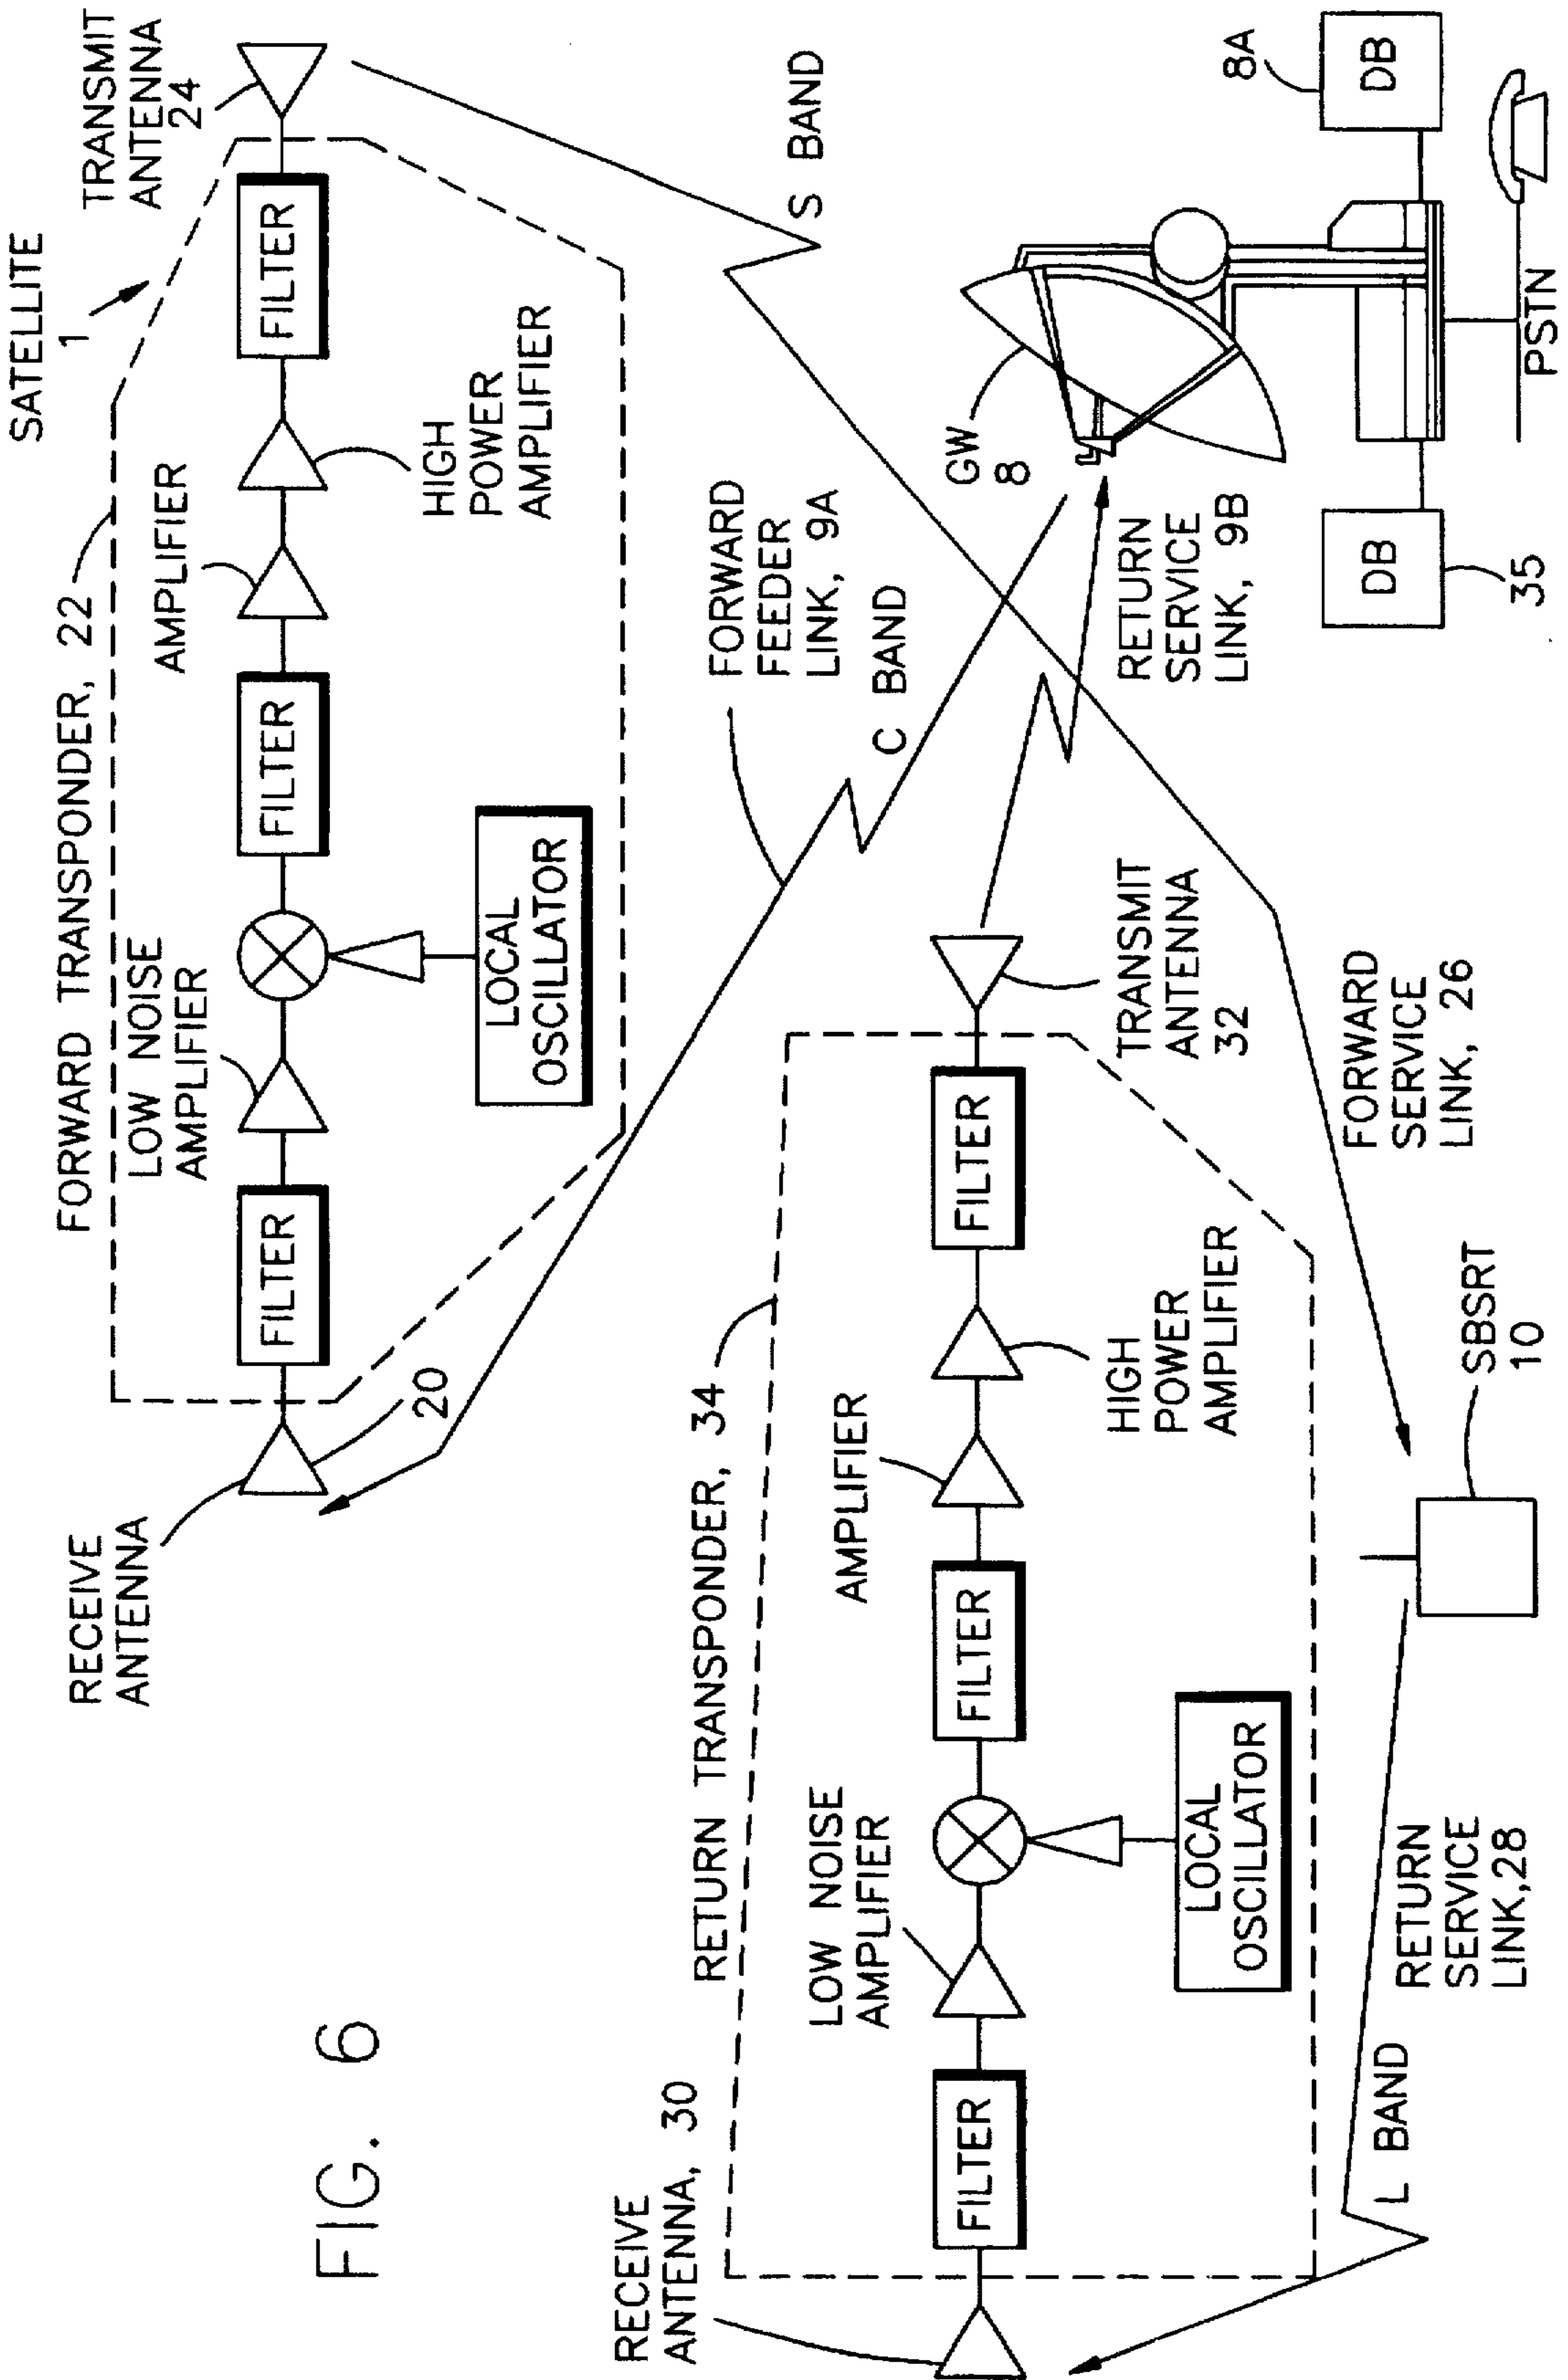 FIG. 6
SATELLITE
1
FORWARD TRANSPONDER, 22
TRANSMIT
ANTENNA
24
RECEIVE
ANTENNA
20
FILTER
LOW NOISE
AMPLIFIER
LOCAL
OSCILLATOR
FILTER
AMPLIFIER
HIGH
POWER
AMPLIFIER
FILTER
S BAND
FORWARD
FEEDER
LINK, 9A
C BAND
GW
8
RETURN
SERVICE
LINK, 9B
8A
DB
DB
35
PSTN
RETURN TRANSPONDER, 34
RECEIVE
ANTENNA, 30
FILTER
LOW NOISE
AMPLIFIER
LOCAL
OSCILLATOR
FILTER
AMPLIFIER
HIGH
POWER
AMPLIFIER
FILTER
TRANSMIT
ANTENNA
32
FORWARD
SERVICE
LINK, 26
SBSRT
10
L BAND
RETURN
SERVICE
LINK,28